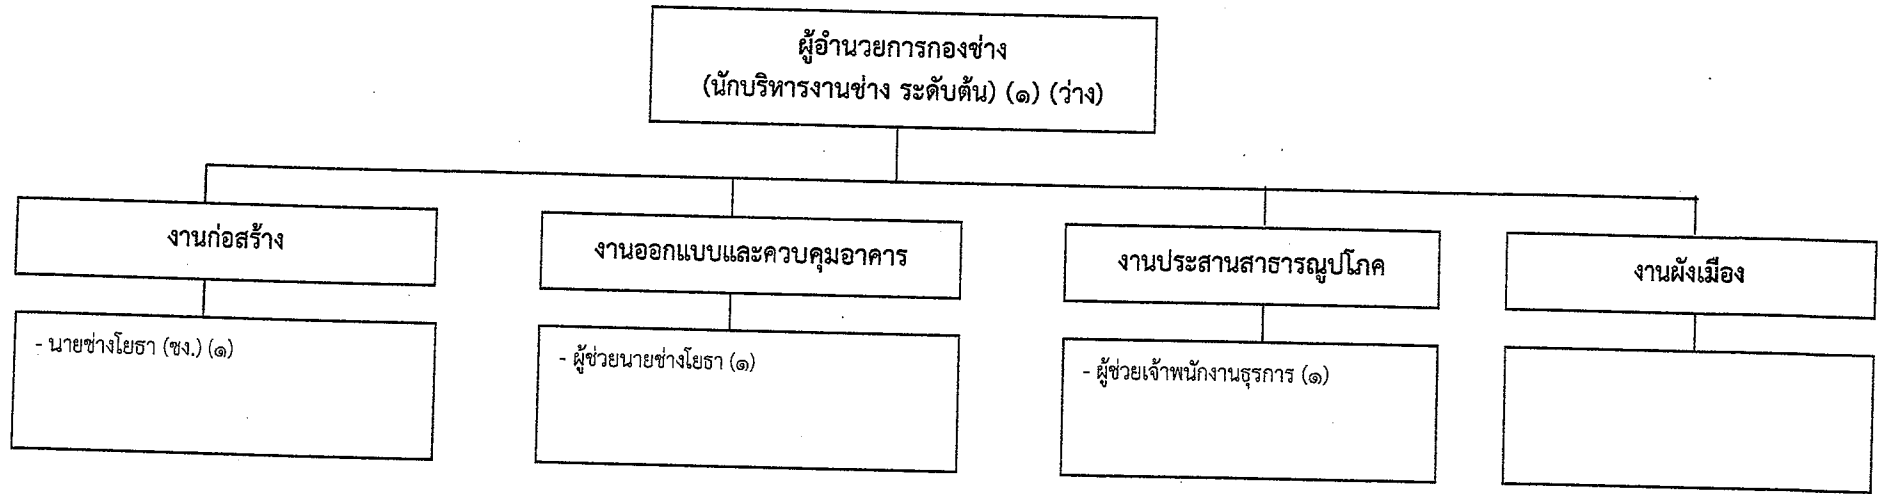 ผู้อำนวยการกองช่าง
(นักบริหารงานช่าง ระดับต้น) (๑) (ว่าง)
งานก่อสร้าง
งานออกแบบและควบคุมอาคาร
งานประสานสาธารณูปโภค
งานผังเมือง
- นายช่างโยธา (ชง.) (๑)
- ผู้ช่วยนายช่างโยธา (๑)
- ผู้ช่วยเจ้าพนักงานธุรการ (๑)